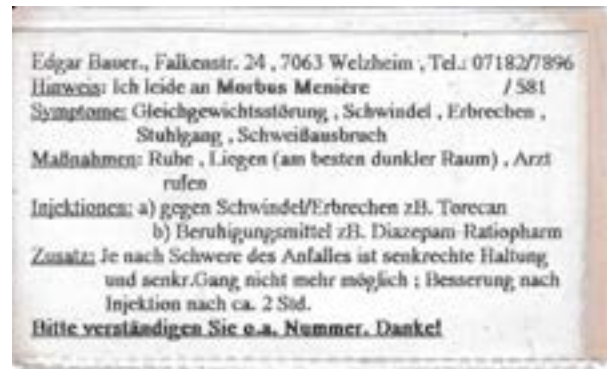 Edgar Bauer., Falkenstr. 24 , 7063 Welzheim , Tel.: 07182/7896
Hinweis: Ich leide an Morbus Menière / 581
Symptome: Gleichgewichtsstörung , Schwindel , Erbrechen ,
Stuhlgang , Schweißausbruch
Maßnahmen: Ruhe , Liegen (am besten dunkler Raum) , Arzt
rufen
Injektionen: a) gegen Schwindel/Erbrechen zB. Torecan
b) Beruhigungsmittel zB. Diazepam-Ratiopharm
Zusatz: Je nach Schwere des Anfalles ist senkrechte Haltung
und senkr.Gang nicht mehr möglich ; Besserung nach
Injektion nach ca. 2 Std.
Bitte verständigen Sie o.a. Nummer. Danke!